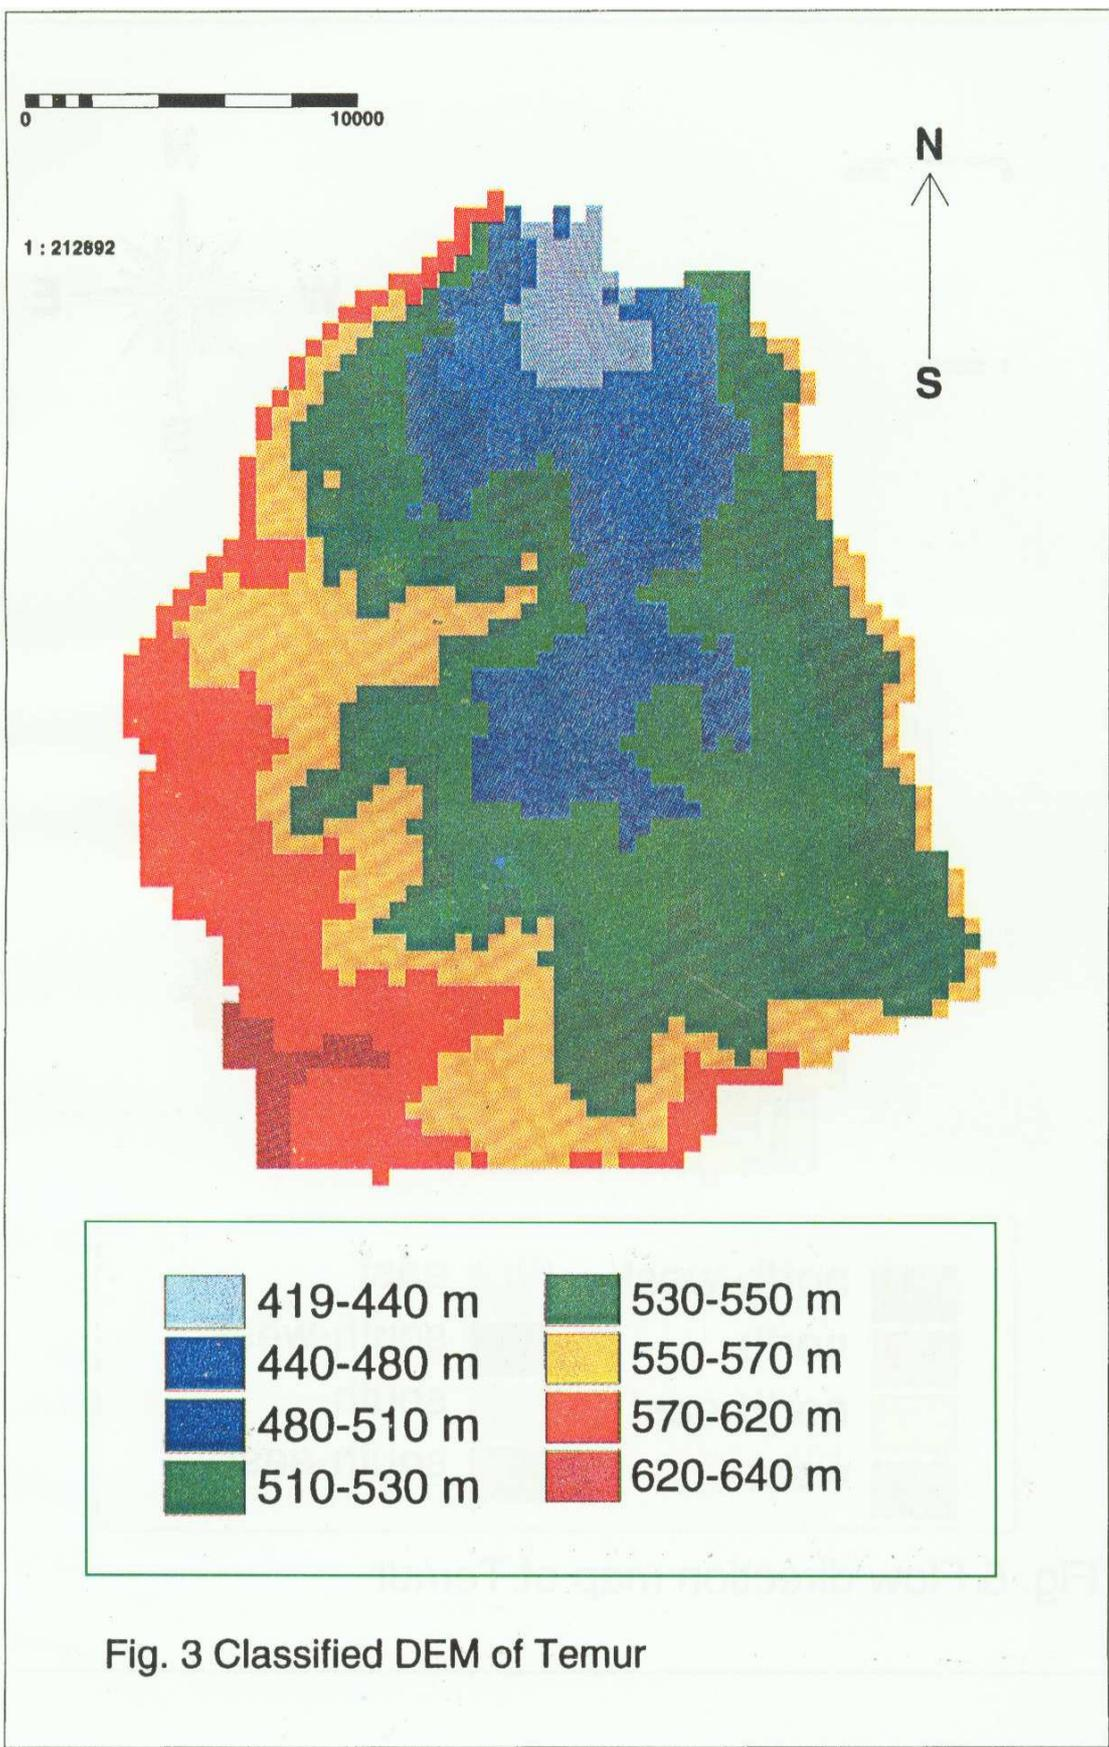 0 10000
N
1 : 212892
S
419-440 m
440-480 m
480-510 m
510-530 m
530-550 m
550-570 m
570-620 m
620-640 m
Fig. 3 Classified DEM of Temur